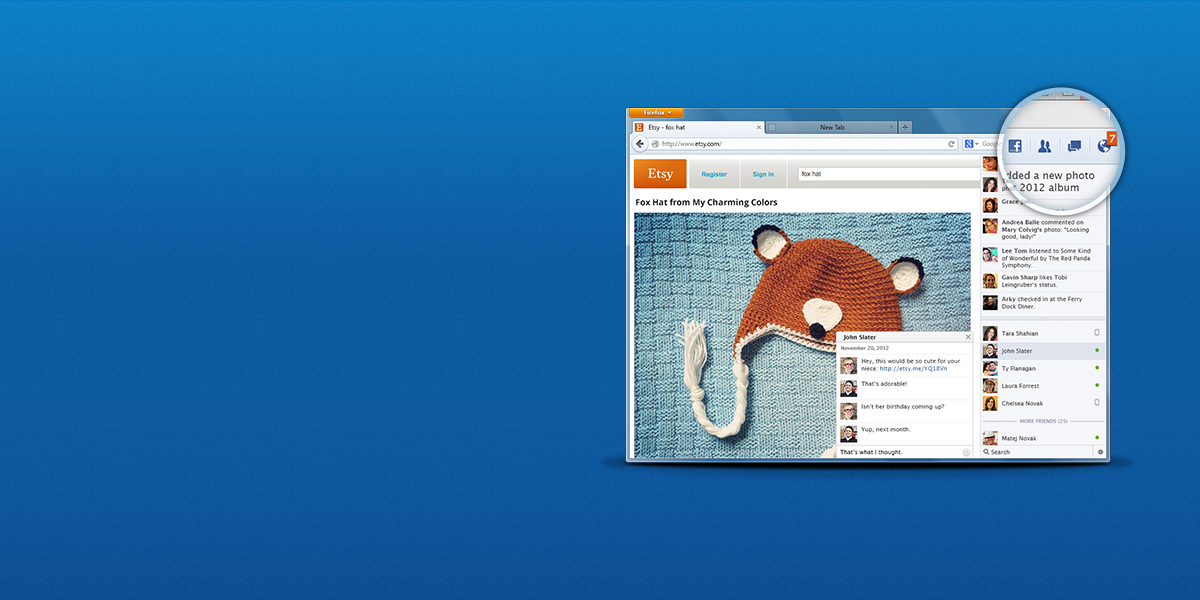 Firefox
Etsy - fox hat
New Tab
http://www.etsy.com/
7
dded a new photo
2012 album
Etsy
Register
Sign In
fox hat
Fox Hat from My Charming Colors
Grace
Andrea Balle commented on
Mary Colvig's photo: "Looking
good, lady!"
Lee Tom listened to Some Kind
of Wonderful by The Red Panda
Symphony.
Gavin Sharp likes Tobi
Leingruber's status.
Arky checked in at the Ferry
Dock Diner.
Tara Shahian
John Slater
Ty Flanagan
Laura Forrest
Chelsea Novak
MORE FRIENDS (25)
Matej Novak
Search
John Slater
November 20, 2012
Hey, this would be so cute for your
niece: http://etsy.me/YQ18Vn
That's adorable!
Isn't her birthday coming up?
Yup, next month.
That's what I thought.